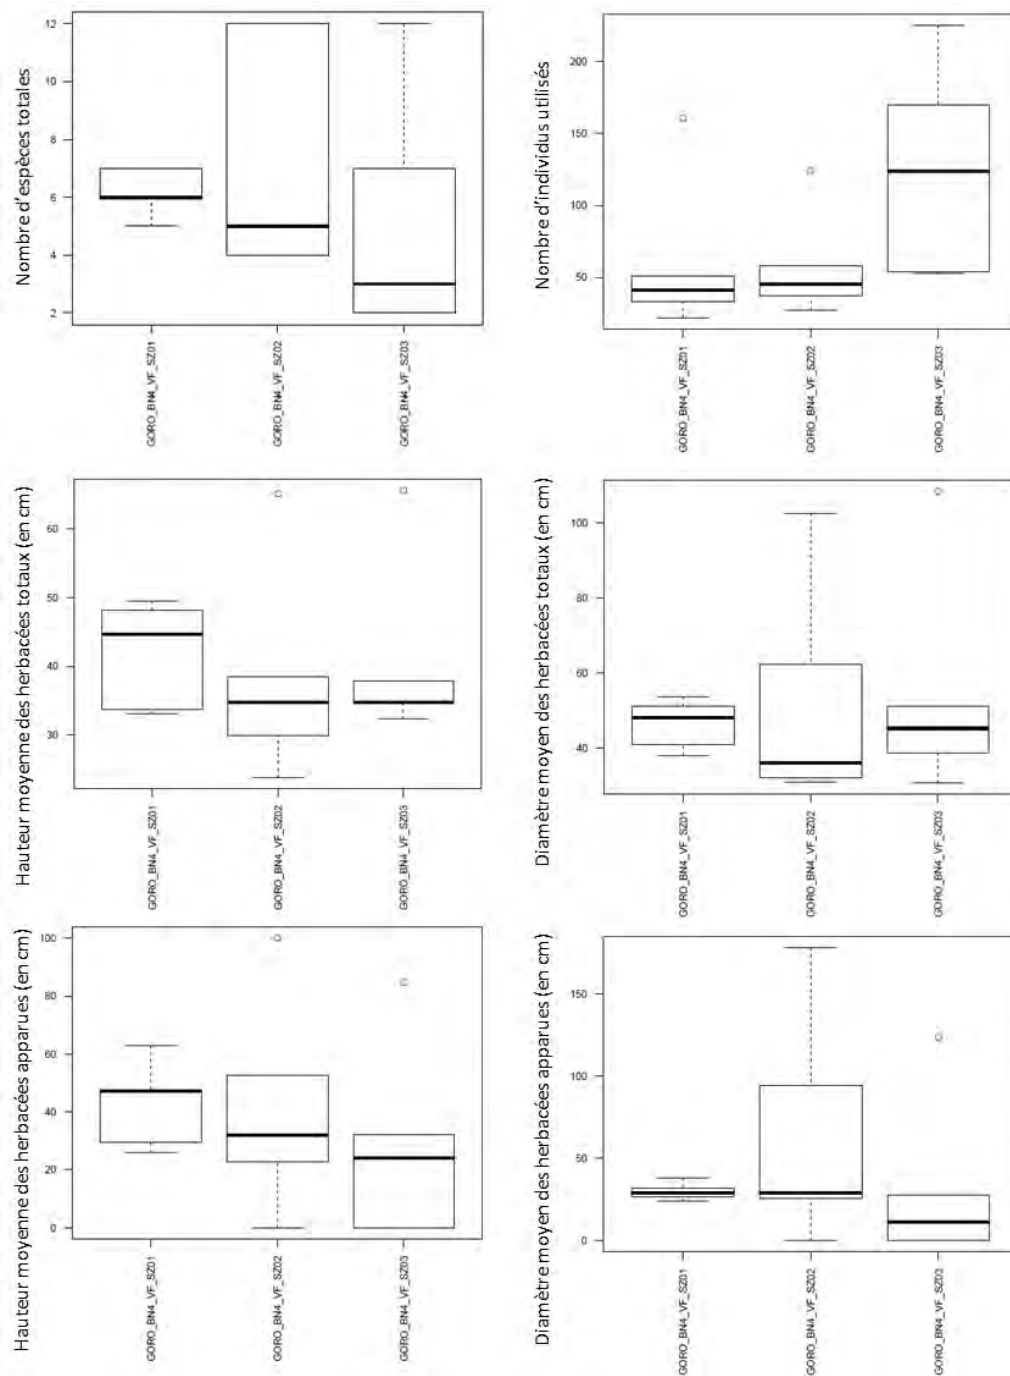 Nombre d'espèces totales
12
10
8
6
4
2
GORO_BN4_VF_SZ01
GORO_BN4_VF_SZ02
GORO_BN4_VF_SZ03
Nombre d'individus utilisés
200
150
100
50
GORO_BN4_VF_SZ01
GORO_BN4_VF_SZ02
GORO_BN4_VF_SZ03
Hauteur moyenne des herbacées totaux (en cm)
60
50
40
30
GORO_BN4_VF_SZ01
GORO_BN4_VF_SZ02
GORO_BN4_VF_SZ03
Diamètre moyen des herbacées totaux (en cm)
100
80
60
40
GORO_BN4_VF_SZ01
GORO_BN4_VF_SZ02
GORO_BN4_VF_SZ03
Hauteur moyenne des herbacées apparues (en cm)
100
80
60
40
20
0
GORO_BN4_VF_SZ01
GORO_BN4_VF_SZ02
GORO_BN4_VF_SZ03
Diamètre moyen des herbacées apparues (en cm)
150
100
50
0
GORO_BN4_VF_SZ01
GORO_BN4_VF_SZ02
GORO_BN4_VF_SZ03